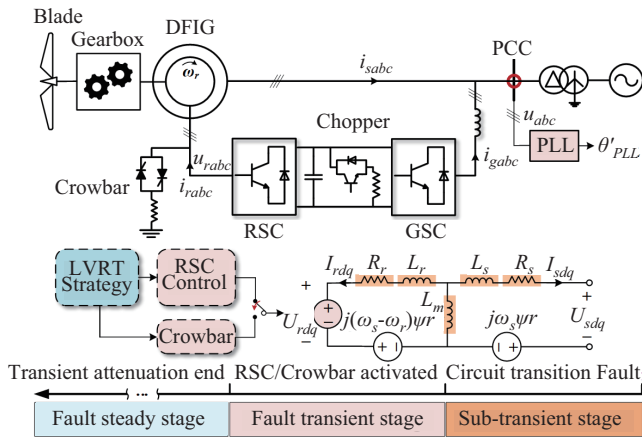 Blade
Gearbox
DFIG
ω_r
i_sabc
PCC
u_abc
PLL
θ'_PLL
Chopper
u_rabc
i_rabc
i_gabc
Crowbar
RSC
GSC
LVRT
Strategy
RSC
Control
Crowbar
I_rdq
R_r
L_r
L_s
R_s
I_sdq
L_m
+
U_rdq
−
+
U_sdq
−
j(ω_s-ω_r)ψr
jω_sψr
Transient attenuation end
...
RSC/Crowbar activated
Circuit transition Fault
Fault steady stage
Fault transient stage
Sub-transient stage